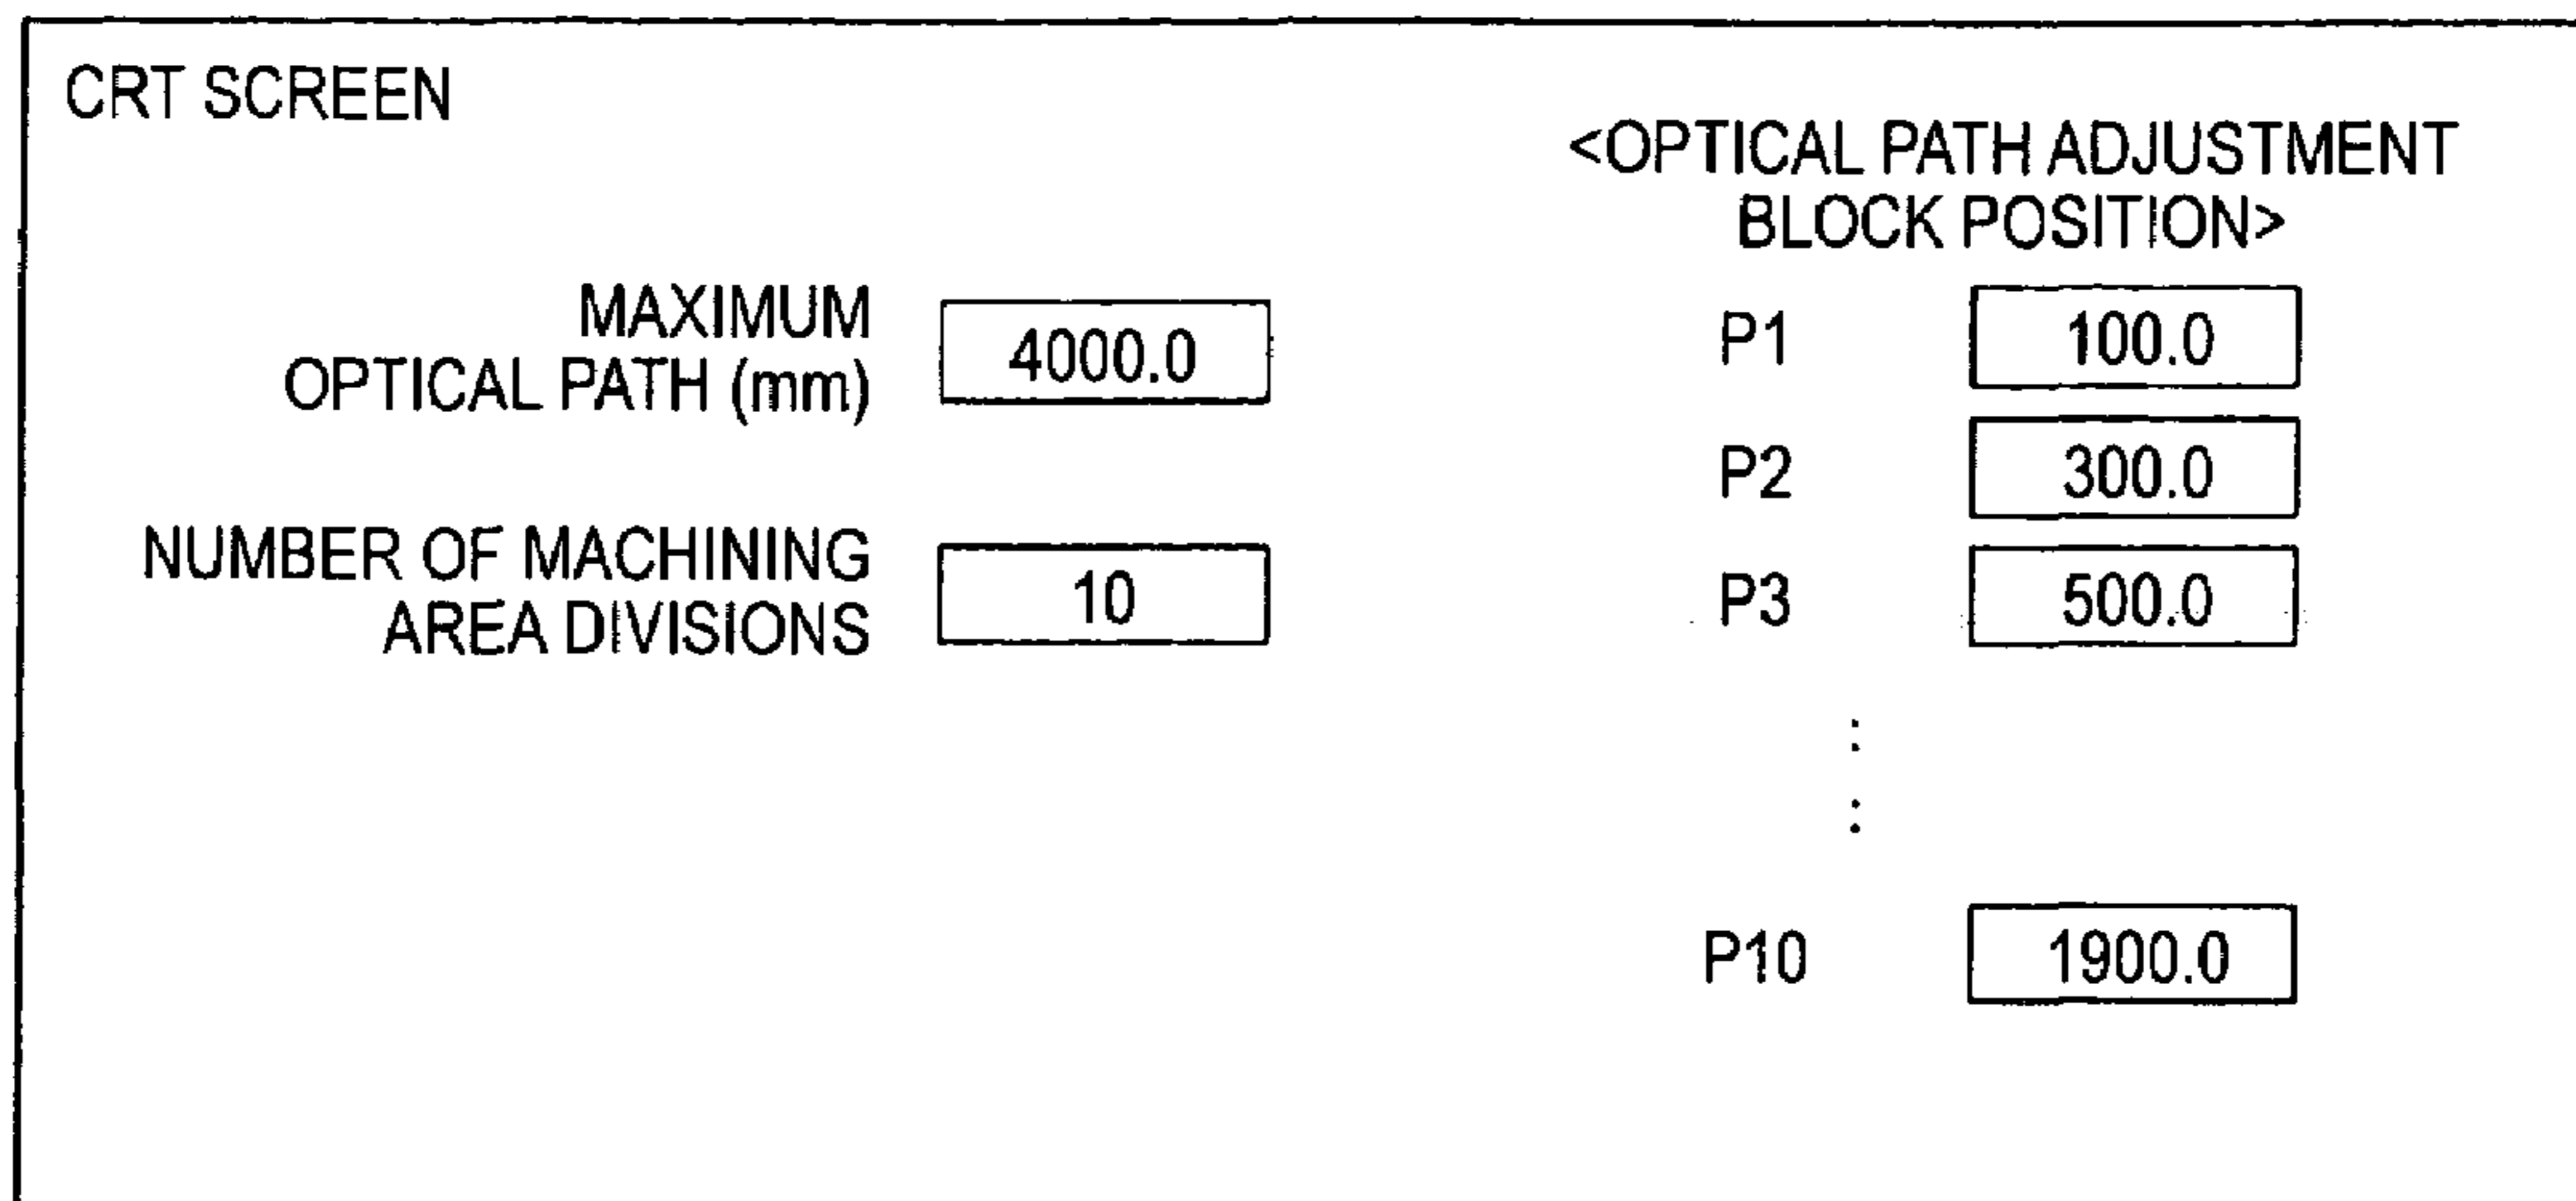 CRT SCREEN
MAXIMUM
OPTICAL PATH (mm)
4000.0
NUMBER OF MACHINING
AREA DIVISIONS
10
<OPTICAL PATH ADJUSTMENT
BLOCK POSITION>
P1 100.0
P2 300.0
P3 500.0
:
:
P10 1900.0